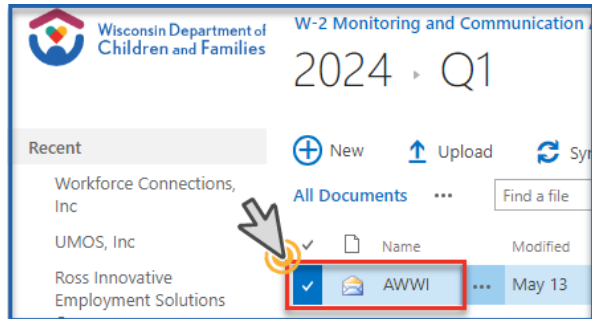 Wisconsin Department of
Children and Families
W-2 Monitoring and Communication
2024 ▸ Q1
Recent
Workforce Connections,
Inc
UMOS, Inc
Ross Innovative
Employment Solutions
New Upload
All Documents ... Find a file
Name Modified
AWWI ... May 13